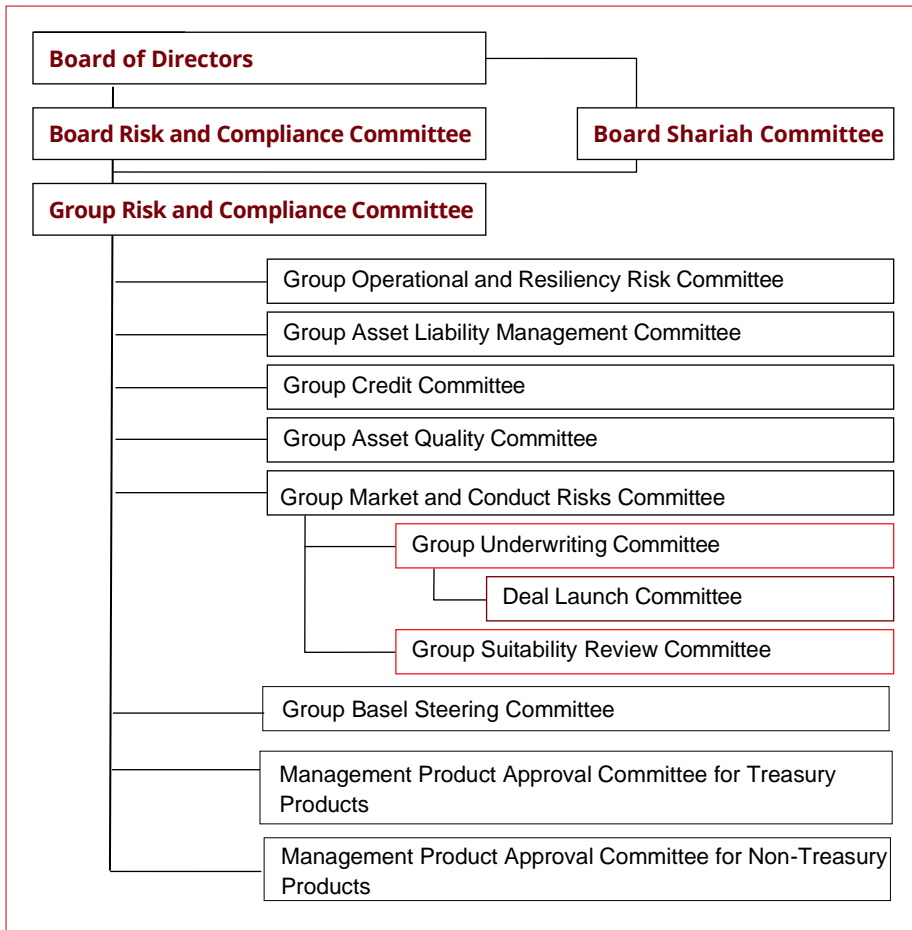 Board of Directors
Board Risk and Compliance Committee
Board Shariah Committee
Group Risk and Compliance Committee
Group Operational and Resiliency Risk Committee
Group Asset Liability Management Committee
Group Credit Committee
Group Asset Quality Committee
Group Market and Conduct Risks Committee
Group Underwriting Committee
Deal Launch Committee
Group Suitability Review Committee
Group Basel Steering Committee
Management Product Approval Committee for Treasury
Products
Management Product Approval Committee for Non-Treasury
Products